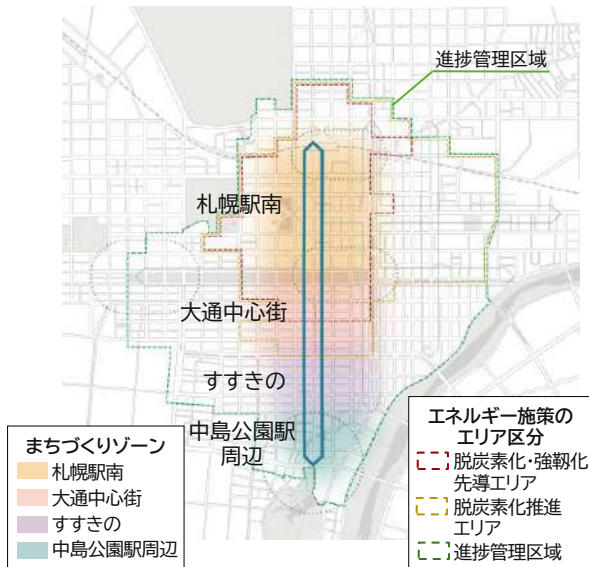 進捗管理区域
札幌駅南
大通中心街
すすきの
中島公園駅
周辺
まちづくりゾーン
札幌駅南
大通中心街
すすきの
中島公園駅周辺
エネルギー施策の
エリア区分
脱炭素化・強靱化
先導エリア
脱炭素化推進
エリア
進捗管理区域